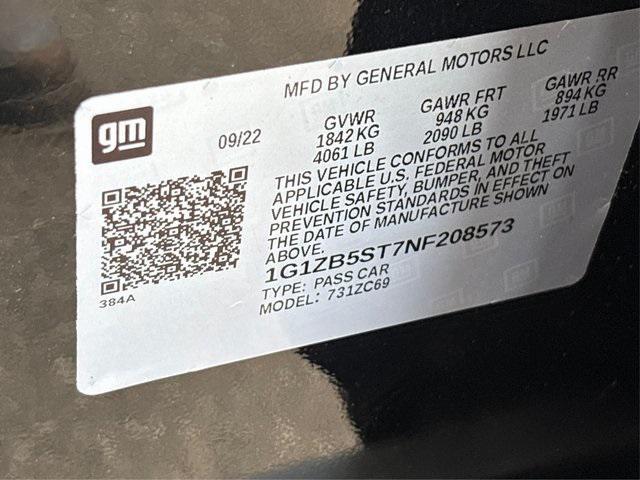 MFD BY GENERAL MOTORS LLC
gm
09/22
GVWR
1842 KG
4061 LB
GAWR FRT
948 KG
2090 LB
GAWR RR
894 KG
1971 LB
THIS VEHICLE CONFORMS TO ALL
APPLICABLE U.S. FEDERAL MOTOR
VEHICLE SAFETY, BUMPER, AND THEFT
PREVENTION STANDARDS IN EFFECT ON
THE DATE OF MANUFACTURE SHOWN
ABOVE.
1G1ZB5ST7NF208573
TYPE: PASS CAR
MODEL: 731ZC69
384A